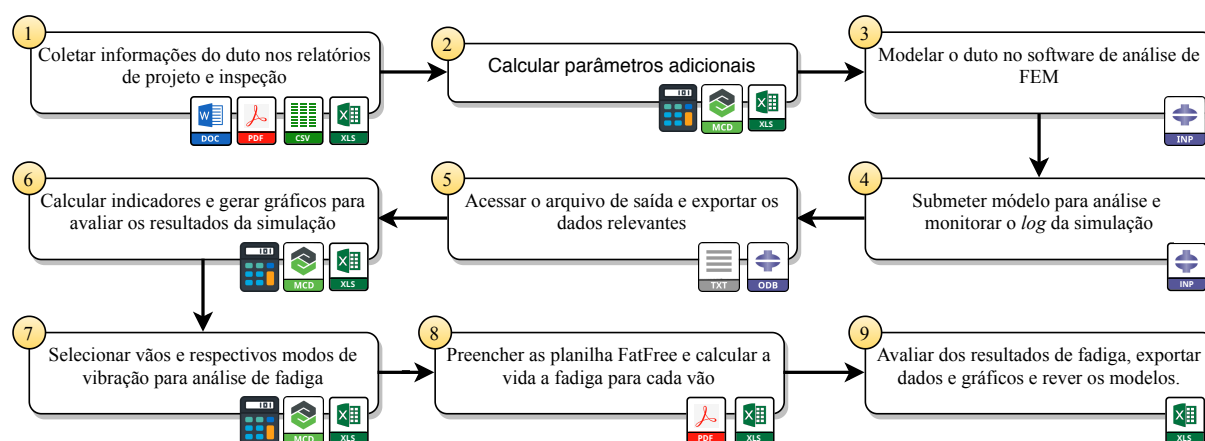 1
Coletar informações do duto nos relatórios
de projeto e inspeção
DOC
PDF
CSV
XLS
2
Calcular parâmetros adicionais
101
MCD
XLS
3
Modelar o duto no software de análise de
FEM
INP
4
Submeter módelo para análise e
monitorar o log da simulação
INP
5
Acessar o arquivo de saída e exportar os
dados relevantes
TXT
ODB
6
Calcular indicadores e gerar gráficos para
avaliar os resultados da simulação
101
MCD
XLS
7
Selecionar vãos e respectivos modos de
vibração para análise de fadiga
101
MCD
XLS
8
Preencher as planilha FatFree e calcular a
vida a fadiga para cada vão
PDF
XLS
9
Avaliar dos resultados de fadiga, exportar
dados e gráficos e rever os modelos.
XLS